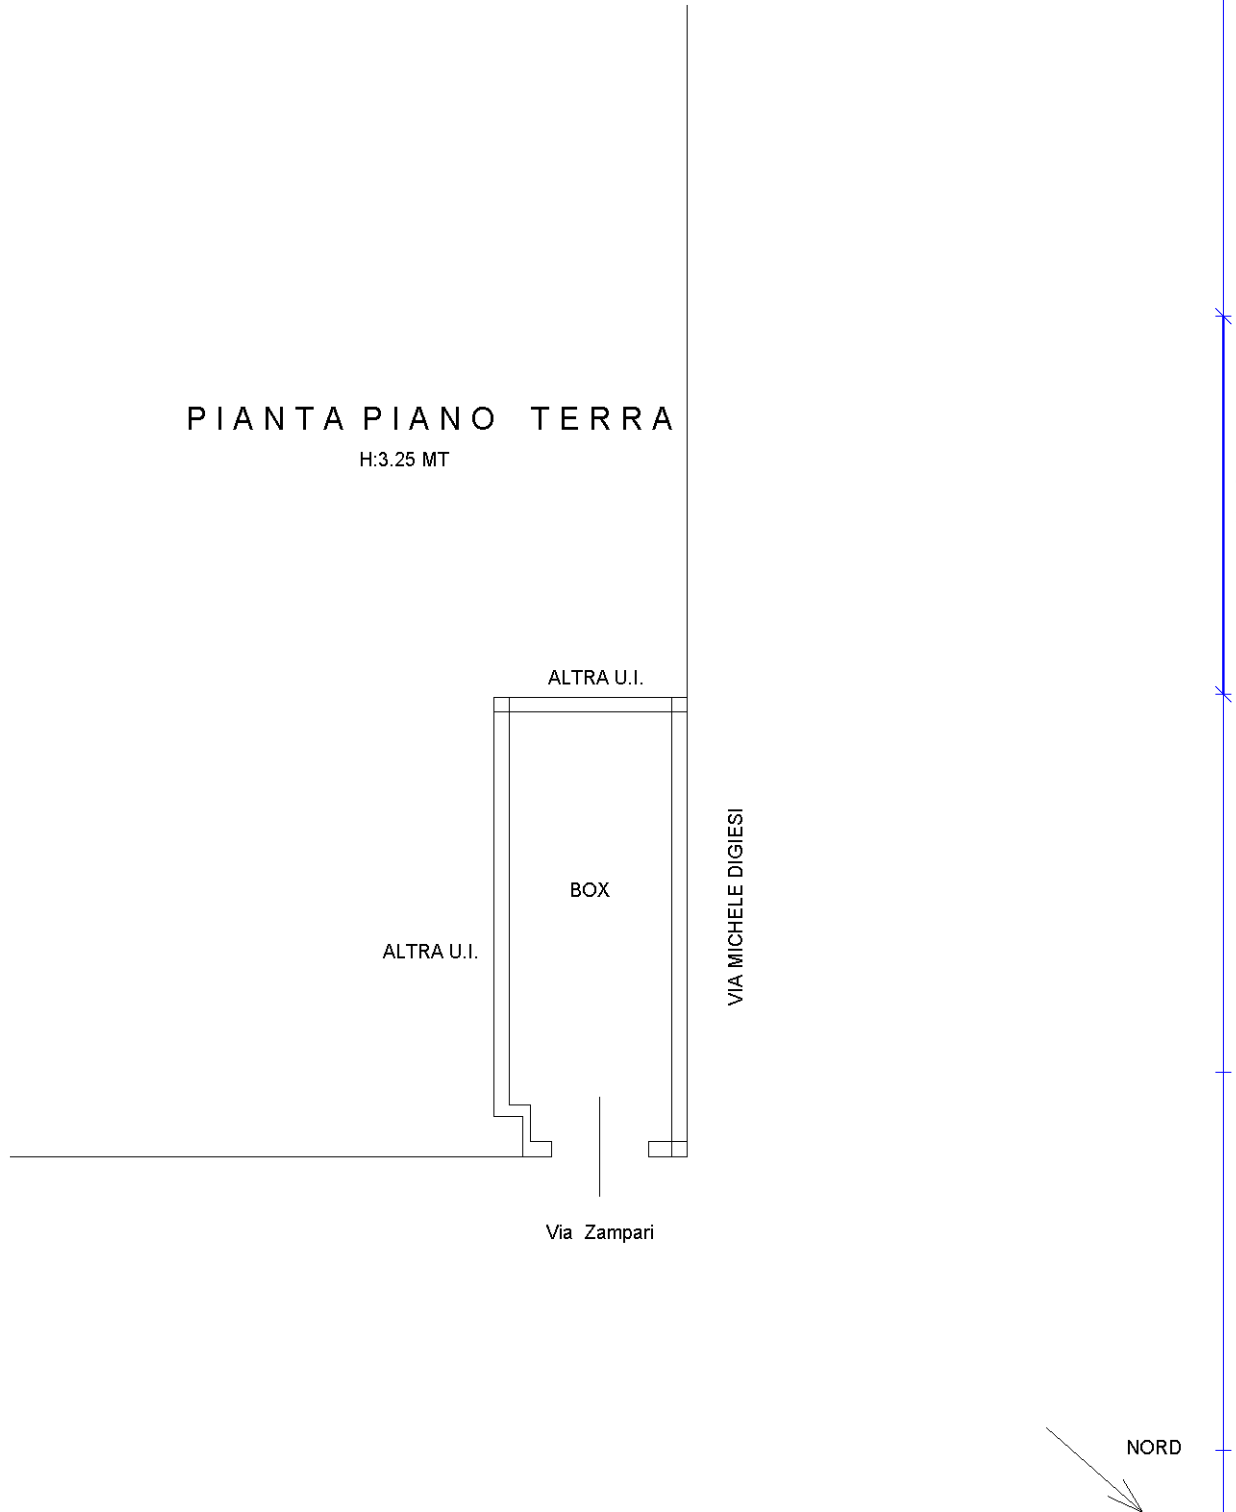 PIANTA PIANO TERRA
H:3.25 MT
ALTRA U.I.
BOX
VIA MICHELE DIGIESI
ALTRA U.I.
Via Zampari
NORD